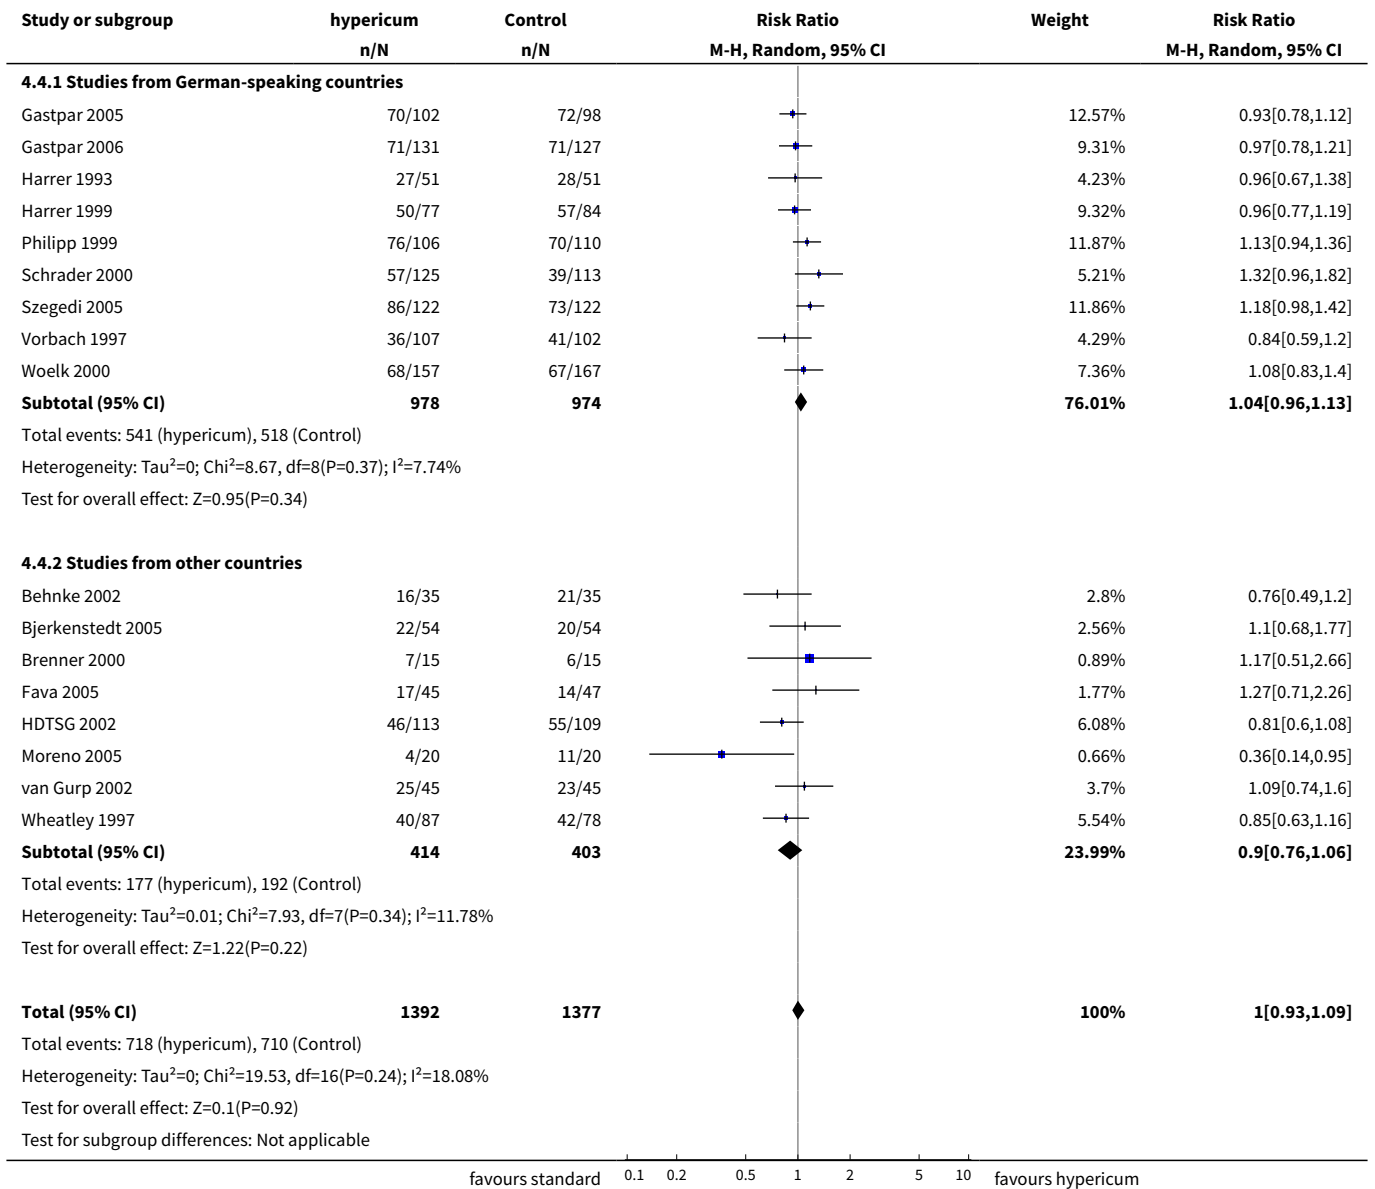 Study or subgroup hypericum Control Risk Ratio Weight Risk Ratio
n/N n/N M-H, Random, 95% CI M-H, Random, 95% CI
4.4.1 Studies from German-speaking countries
Gastpar 2005 70/102 72/98 12.57% 0.93[0.78,1.12]
Gastpar 2006 71/131 71/127 9.31% 0.97[0.78,1.21]
Harrer 1993 27/51 28/51 4.23% 0.96[0.67,1.38]
Harrer 1999 50/77 57/84 9.32% 0.96[0.77,1.19]
Philipp 1999 76/106 70/110 11.87% 1.13[0.94,1.36]
Schrader 2000 57/125 39/113 5.21% 1.32[0.96,1.82]
Szegedi 2005 86/122 73/122 11.86% 1.18[0.98,1.42]
Vorbach 1997 36/107 41/102 4.29% 0.84[0.59,1.2]
Woelk 2000 68/157 67/167 7.36% 1.08[0.83,1.4]
Subtotal (95% CI) 978 974 76.01% 1.04[0.96,1.13]
Total events: 541 (hypericum), 518 (Control)
Heterogeneity: Tau²=0; Chi²=8.67, df=8(P=0.37); I²=7.74%
Test for overall effect: Z=0.95(P=0.34)
4.4.2 Studies from other countries
Behnke 2002 16/35 21/35 2.8% 0.76[0.49,1.2]
Bjerkenstedt 2005 22/54 20/54 2.56% 1.1[0.68,1.77]
Brenner 2000 7/15 6/15 0.89% 1.17[0.51,2.66]
Fava 2005 17/45 14/47 1.77% 1.27[0.71,2.26]
HDTSG 2002 46/113 55/109 6.08% 0.81[0.6,1.08]
Moreno 2005 4/20 11/20 0.66% 0.36[0.14,0.95]
van Gurp 2002 25/45 23/45 3.7% 1.09[0.74,1.6]
Wheatley 1997 40/87 42/78 5.54% 0.85[0.63,1.16]
Subtotal (95% CI) 414 403 23.99% 0.9[0.76,1.06]
Total events: 177 (hypericum), 192 (Control)
Heterogeneity: Tau²=0.01; Chi²=7.93, df=7(P=0.34); I²=11.78%
Test for overall effect: Z=1.22(P=0.22)
Total (95% CI) 1392 1377 100% 1[0.93,1.09]
Total events: 718 (hypericum), 710 (Control)
Heterogeneity: Tau²=0; Chi²=19.53, df=16(P=0.24); I²=18.08%
Test for overall effect: Z=0.1(P=0.92)
Test for subgroup differences: Not applicable
favours standard 0.1 0.2 0.5 1 2 5 10 favours hypericum